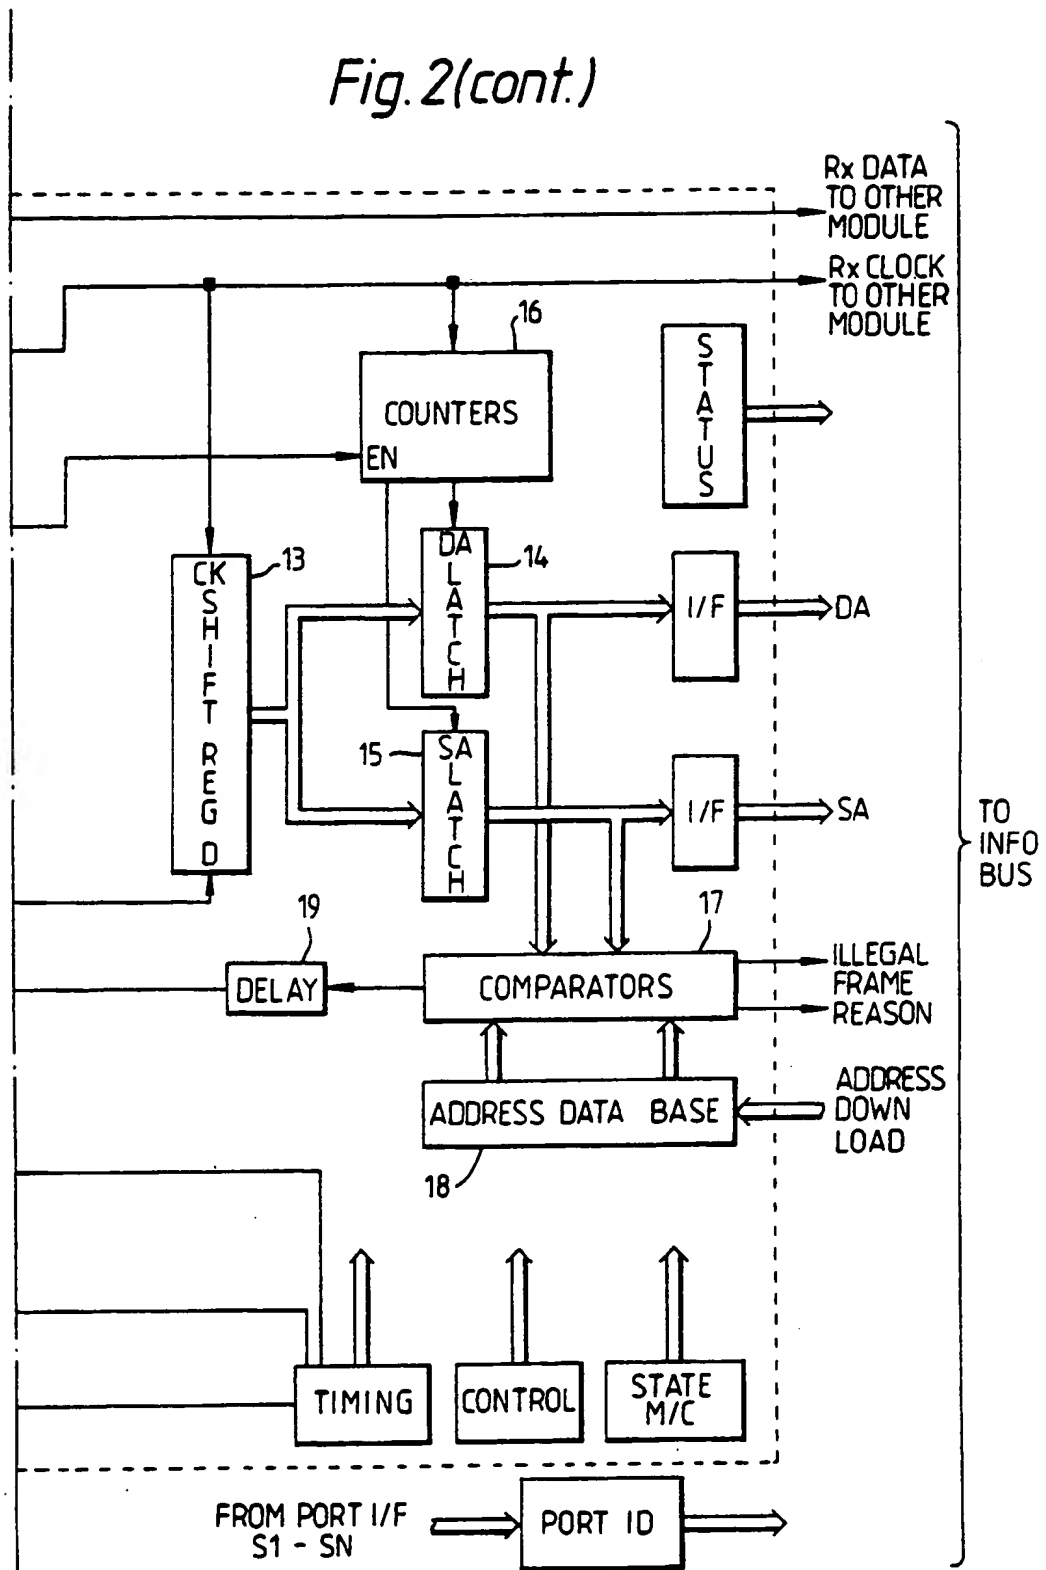 Fig. 2(cont.)
Rx DATA
TO OTHER
MODULE
Rx CLOCK
TO OTHER
MODULE
16
COUNTERS
EN
STATUS
13
CK
SHIFT REG
D
DA
LATCH
14
I/F
DA
15
SA
LATCH
I/F
SA
TO
INFO
BUS
19
DELAY
17
COMPARATORS
ILLEGAL
FRAME
REASON
ADDRESS DATA BASE
ADDRESS
DOWN
LOAD
18
TIMING
CONTROL
STATE
M/C
FROM PORT I/F
S1 - SN
PORT ID